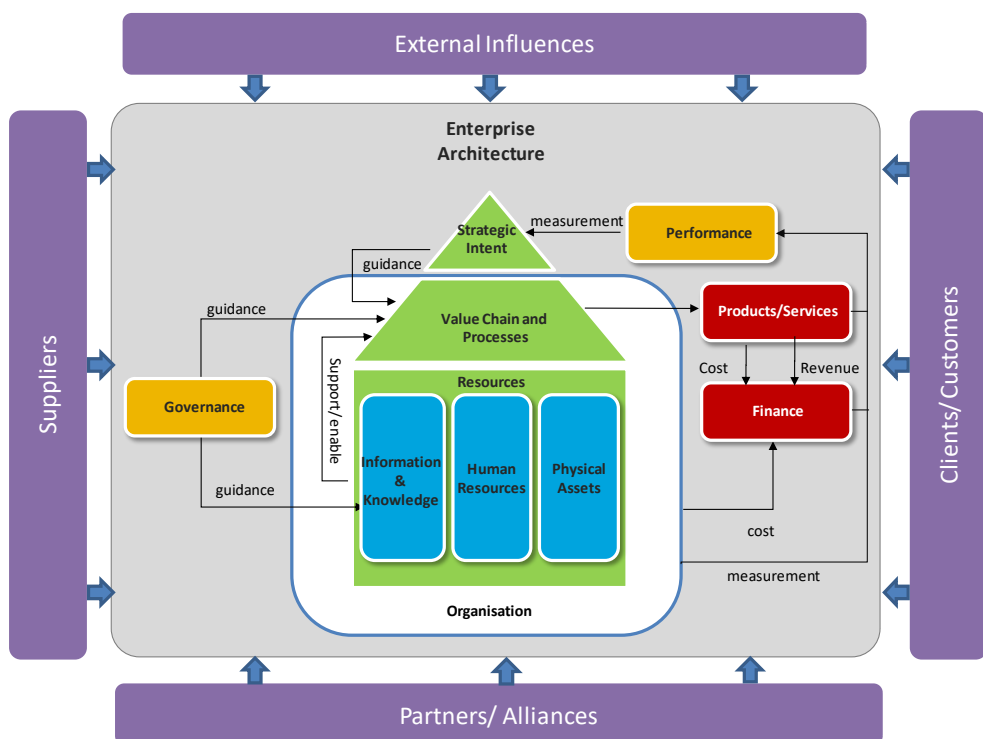 External Influences
Suppliers
Clients/ Customers
Enterprise
Architecture
Strategic
Intent
measurement
Performance
guidance
guidance
Value Chain and
Processes
Products/Services
Cost
Revenue
Support/ enable
Resources
Governance
Finance
Information
&
Knowledge
Human
Resources
Physical
Assets
guidance
cost
measurement
Organisation
Partners/ Alliances